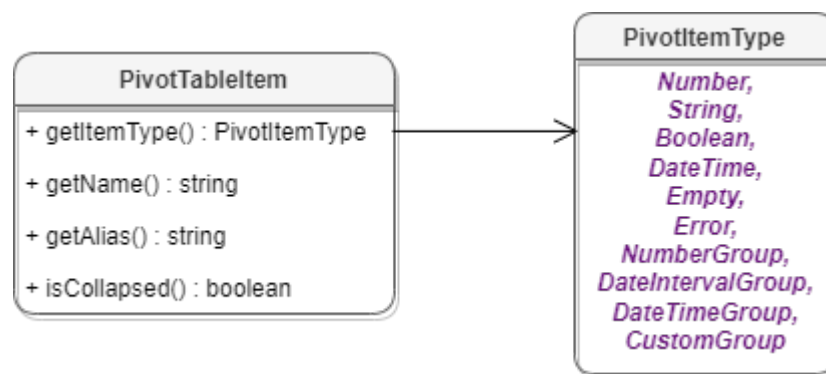 PivotTableItem
+ getItemType() : PivotItemType
+ getName() : string
+ getAlias() : string
+ isCollapsed() : boolean
PivotItemType
Number,
String,
Boolean,
DateTime,
Empty,
Error,
NumberGroup,
DateIntervalGroup,
DateTimeGroup,
CustomGroup